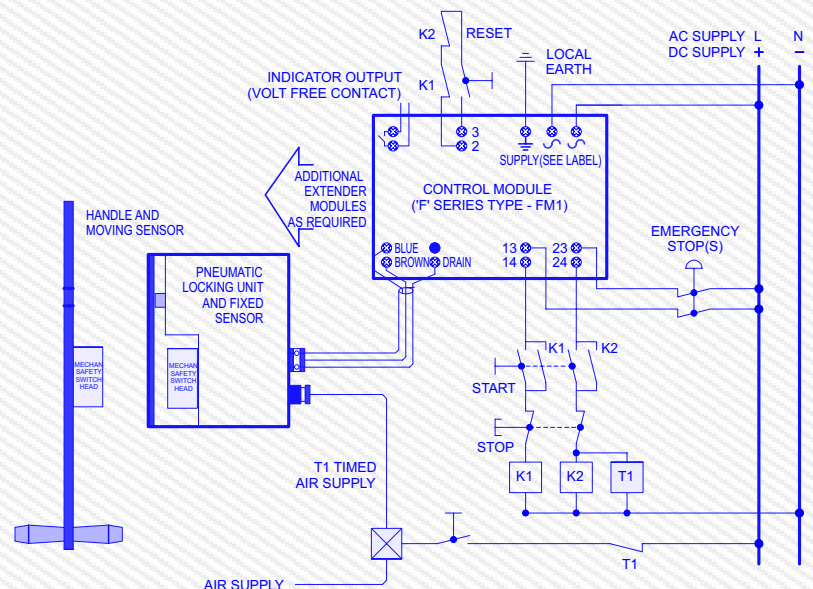 K2
RESET
K1
INDICATOR OUTPUT
(VOLT FREE CONTACT)
LOCAL
EARTH
AC SUPPLY L N
DC SUPPLY + −
3
2
SUPPLY(SEE LABEL)
CONTROL MODULE
('F' SERIES TYPE - FM1)
ADDITIONAL
EXTENDER
MODULES
AS REQUIRED
HANDLE AND
MOVING SENSOR
BLUE
BROWN
DRAIN
13
14
23
24
EMERGENCY
STOP(S)
PNEUMATIC
LOCKING UNIT
AND FIXED
SENSOR
MECHAN
SAFETY
SWITCH
HEAD
MECHAN
SAFETY
SWITCH
HEAD
K1
K2
START
STOP
K1
K2
T1
T1 TIMED
AIR SUPPLY
T1
AIR SUPPLY